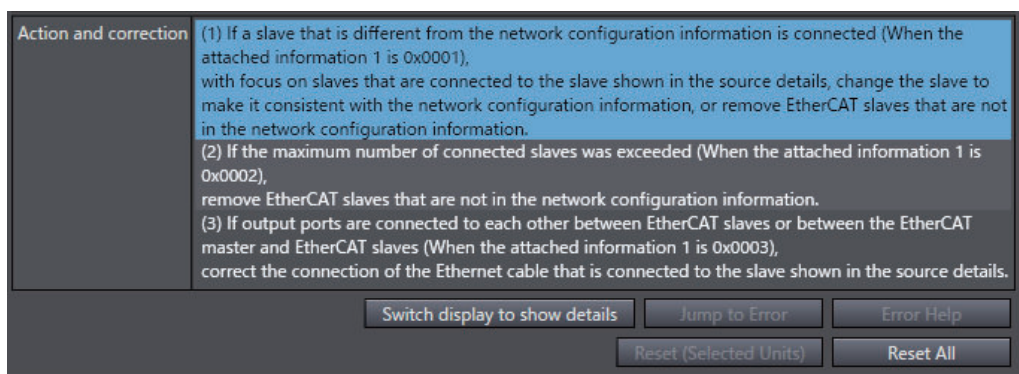 Action and correction
(1) If a slave that is different from the network configuration information is connected (When the
attached information 1 is 0x0001),
with focus on slaves that are connected to the slave shown in the source details, change the slave to
make it consistent with the network configuration information, or remove EtherCAT slaves that are not
in the network configuration information.
(2) If the maximum number of connected slaves was exceeded (When the attached information 1 is
0x0002),
remove EtherCAT slaves that are not in the network configuration information.
(3) If output ports are connected to each other between EtherCAT slaves or between the EtherCAT
master and EtherCAT slaves (When the attached information 1 is 0x0003),
correct the connection of the Ethernet cable that is connected to the slave shown in the source details.
Switch display to show details
Jump to Error
Error Help
Reset (Selected Units)
Reset All